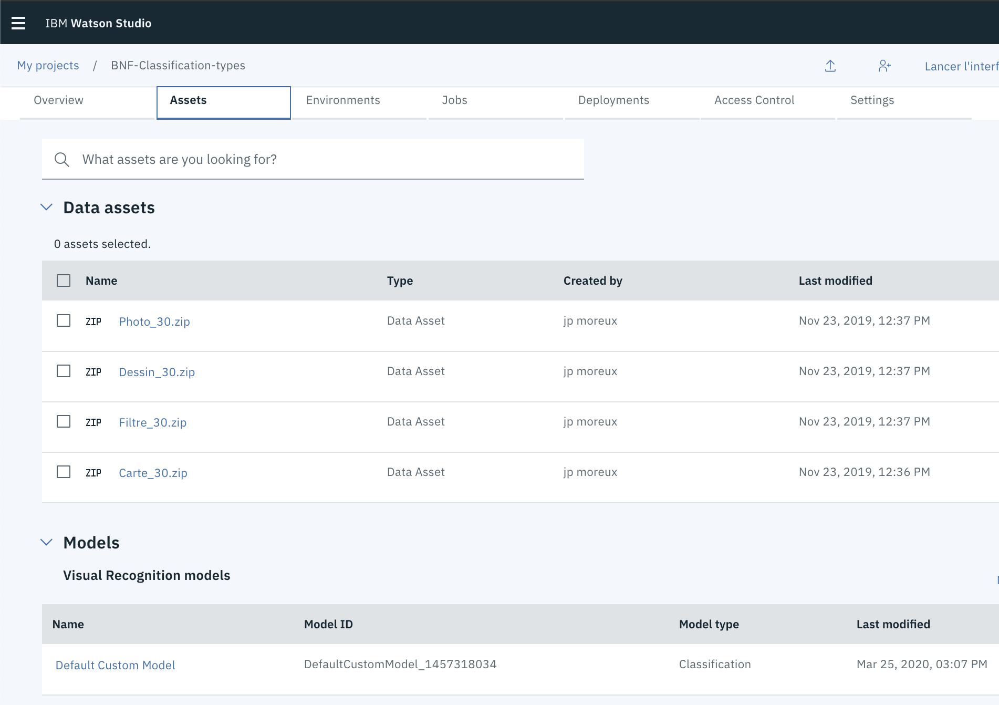 IBM Watson Studio
My projects / BNF-Classification-types Lancer l'interf
Overview Assets Environments Jobs Deployments Access Control Settings
What assets are you looking for?
Data assets
0 assets selected.
Name Type Created by Last modified
ZIP Photo_30.zip Data Asset jp moreux Nov 23, 2019, 12:37 PM
ZIP Dessin_30.zip Data Asset jp moreux Nov 23, 2019, 12:37 PM
ZIP Filtre_30.zip Data Asset jp moreux Nov 23, 2019, 12:37 PM
ZIP Carte_30.zip Data Asset jp moreux Nov 23, 2019, 12:36 PM
Models
Visual Recognition models
Name Model ID Model type Last modified
Default Custom Model DefaultCustomModel_1457318034 Classification Mar 25, 2020, 03:07 PM